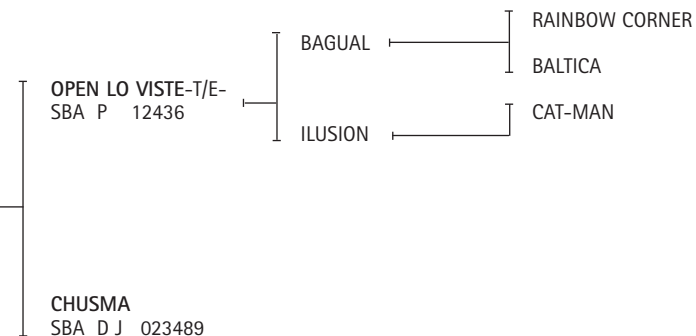 RAINBOW CORNER
BAGUAL
BALTICA
OPEN LO VISTE-T/E-
SBA P 12436
CAT-MAN
ILUSION
CHUSMA
SBA D J 023489